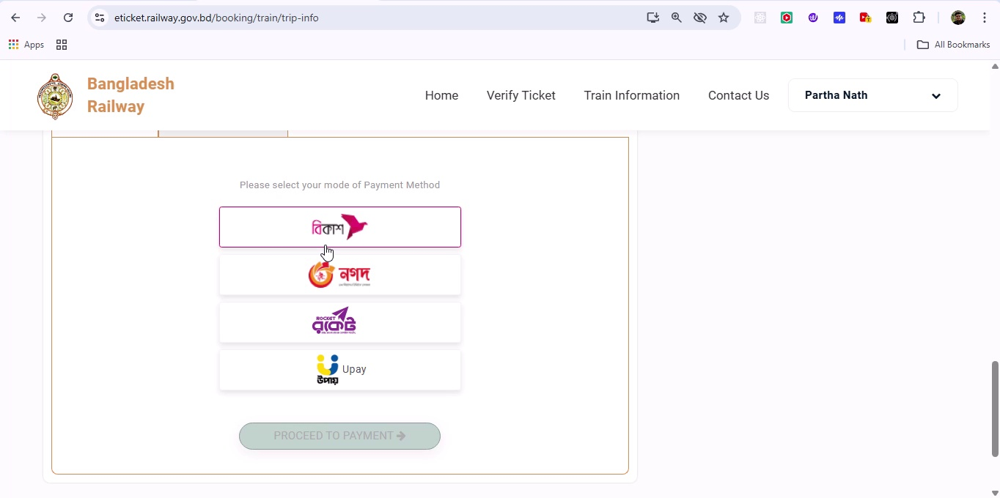 eticket.railway.gov.bd/booking/train/trip-info
Apps
All Bookmarks
Bangladesh
Railway
Home
Verify Ticket
Train Information
Contact Us
Partha Nath
Please select your mode of Payment Method
বিকাশ
নগদ
ROCKET
রকেট
উপায়
Upay
PROCEED TO PAYMENT